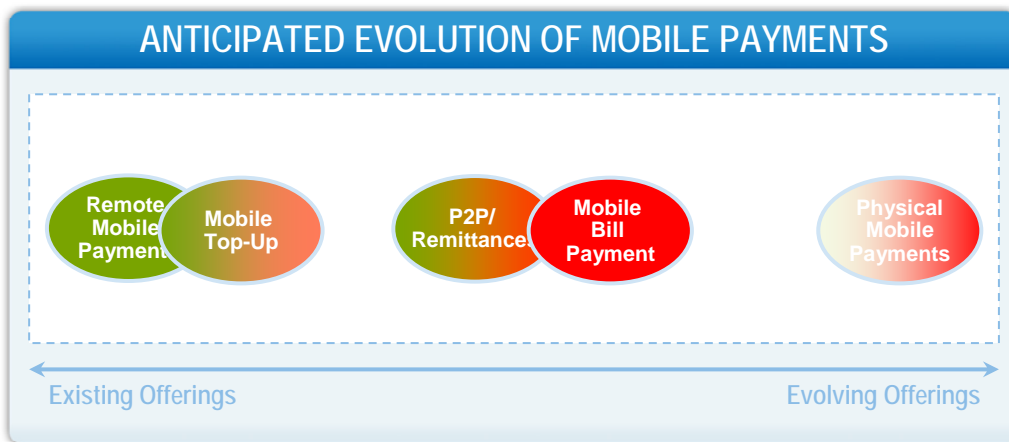 ANTICIPATED EVOLUTION OF MOBILE PAYMENTS
Remote
Mobile
Payment
Mobile
Top-Up
P2P/
Remittances
Mobile
Bill
Payment
Physical
Mobile
Payments
Existing Offerings
Evolving Offerings